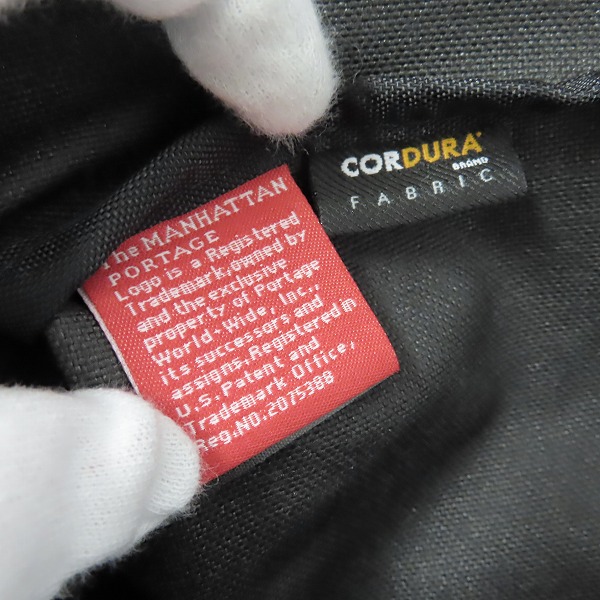 The MANHATTAN
PORTAGE
Logo is a Registered
Trademark,owned by
and the exclusive
property of Portage
World-Wide, Inc.,
its successors and
assigns,Registered in
U.S.Patent and
Trademark Office,
Reg.NO.2075388
CORDURA®
BRAND
FABRIC